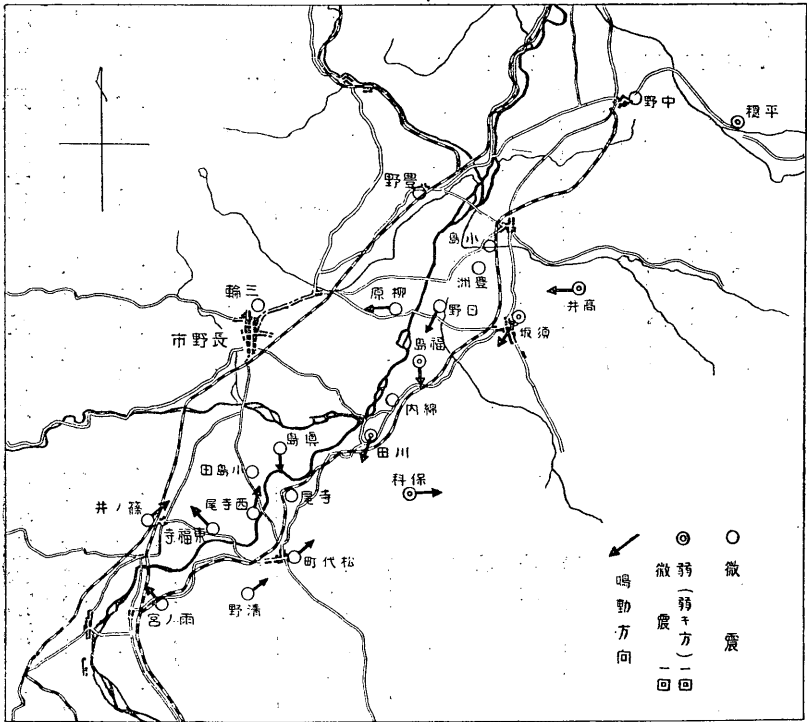 中野
平穏
豊野
小島
豊洲
高井
三輪
柳原
日野
須坂
長野市
福島
綿内
川田
眞島
小島田
保科
西寺尾
寺尾
篠ノ井
東福寺
松代町
清野
雨ノ宮
微震
弱(弱キ方)一回
微震一回
鳴動方向